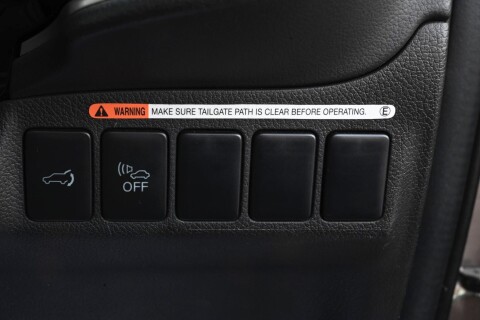 WARNING MAKE SURE TAILGATE PATH IS CLEAR BEFORE OPERATING. E
OFF